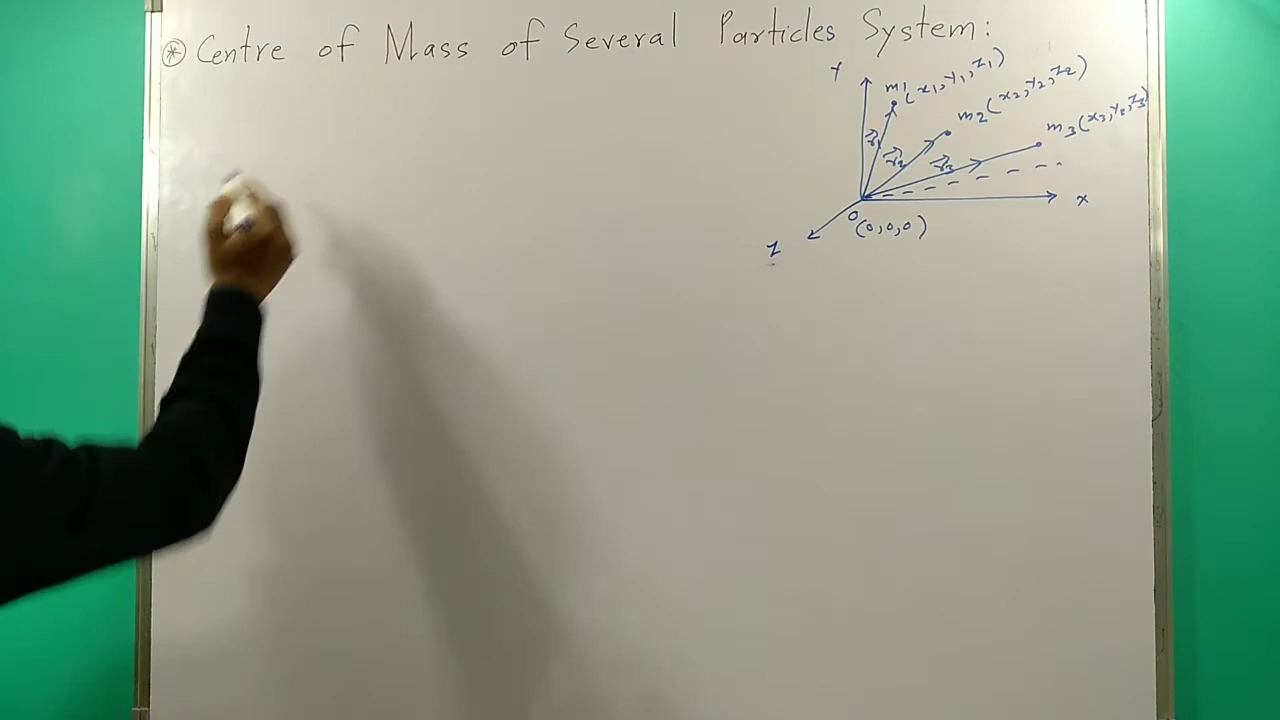 * Centre of Mass of Several Particles System:
Y
m1 (x1, y1, z1)
m2 (x2, y2, z2)
m3 (x3, y3, z3)
r1
r2
r3
X
O
(0,0,0)
Z